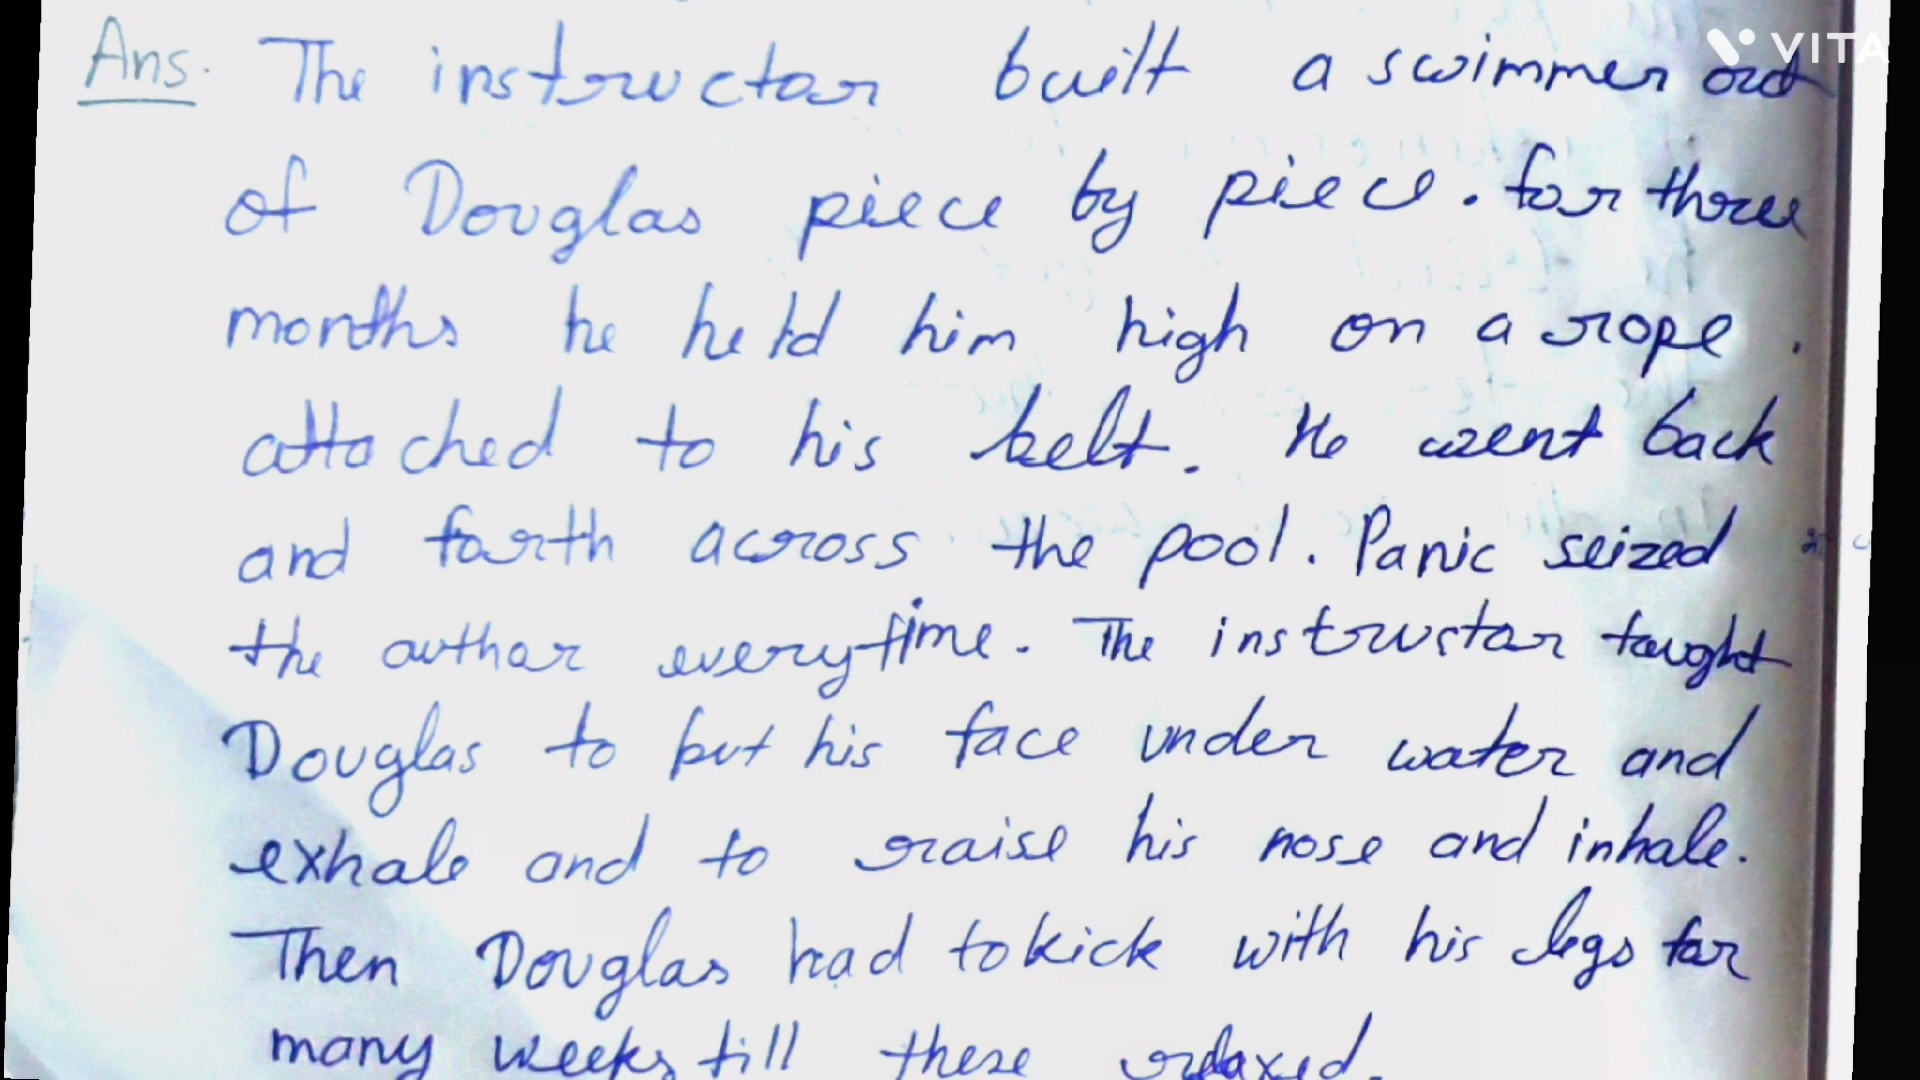 VITA
Ans. The instructor built a swimmer out
of Douglas piece by piece. for three
months he held him high on a rope.
attached to his belt. He went back
and forth across the pool. Panic seized
the author everytime. The instructor taught
Douglas to put his face under water and
exhale and to raise his nose and inhale.
Then Douglas had to kick with his legs for
many weeks till these relaxed.